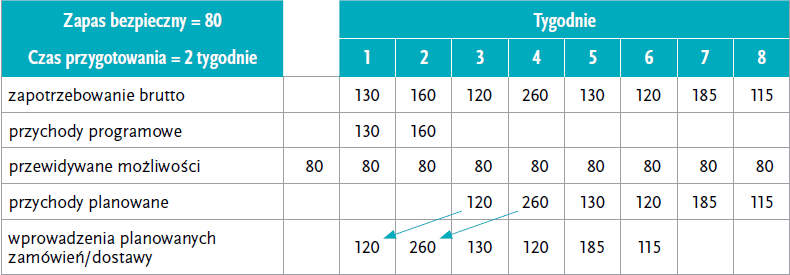 Zapas bezpieczny = 80 Tygodnie
Czas przygotowania = 2 tygodnie 1 2 3 4 5 6 7 8
zapotrzebowanie brutto 130 160 120 260 130 120 185 115
przychody programowe 130 160
przewidywane możliwości 80 80 80 80 80 80 80 80 80
przychody planowane 120 260 130 120 185 115
wprowadzenia planowanych
zamówień/dostawy 120 260 130 120 185 115